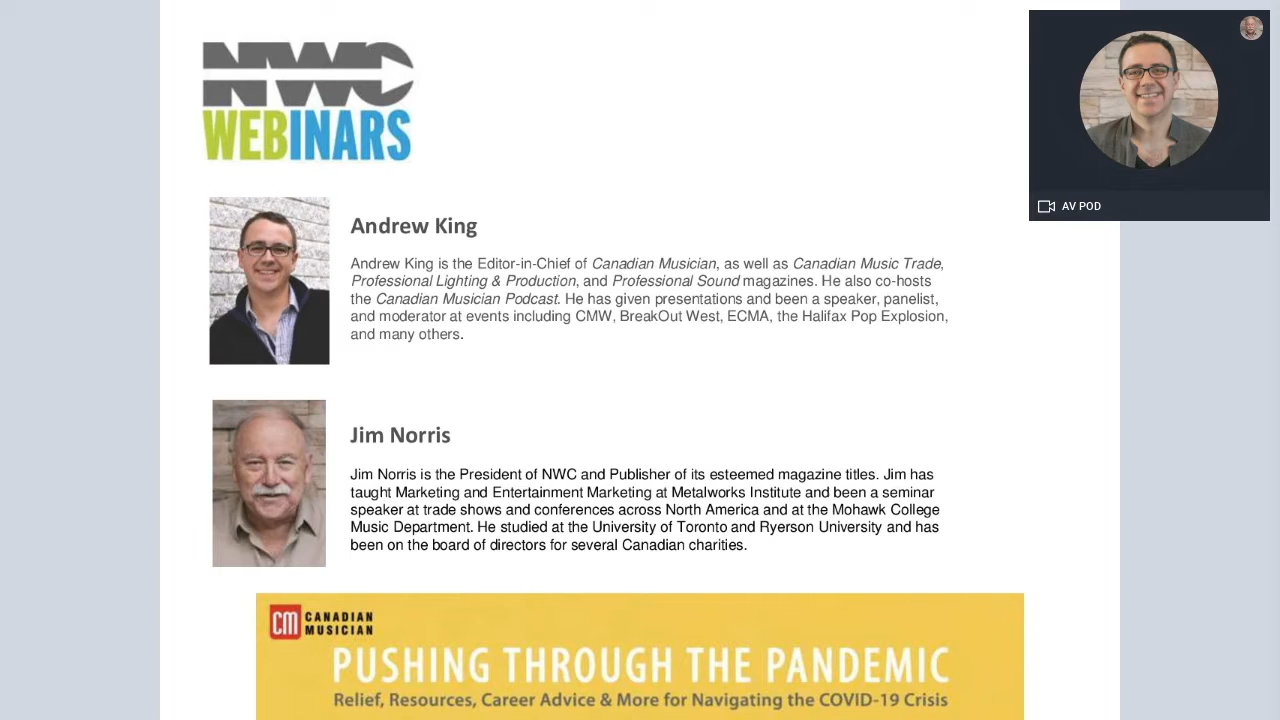 NWC
WEBINARS
AV POD
Andrew King
Andrew King is the Editor-in-Chief of Canadian Musician, as well as Canadian Music Trade,
Professional Lighting & Production, and Professional Sound magazines. He also co-hosts
the Canadian Musician Podcast. He has given presentations and been a speaker, panelist,
and moderator at events including CMW, BreakOut West, ECMA, the Halifax Pop Explosion,
and many others.
Jim Norris
Jim Norris is the President of NWC and Publisher of its esteemed magazine titles. Jim has
taught Marketing and Entertainment Marketing at Metalworks Institute and been a seminar
speaker at trade shows and conferences across North America and at the Mohawk College
Music Department. He studied at the University of Toronto and Ryerson University and has
been on the board of directors for several Canadian charities.
CM CANADIAN
MUSICIAN
PUSHING THROUGH THE PANDEMIC
Relief, Resources, Career Advice & More for Navigating the COVID-19 Crisis